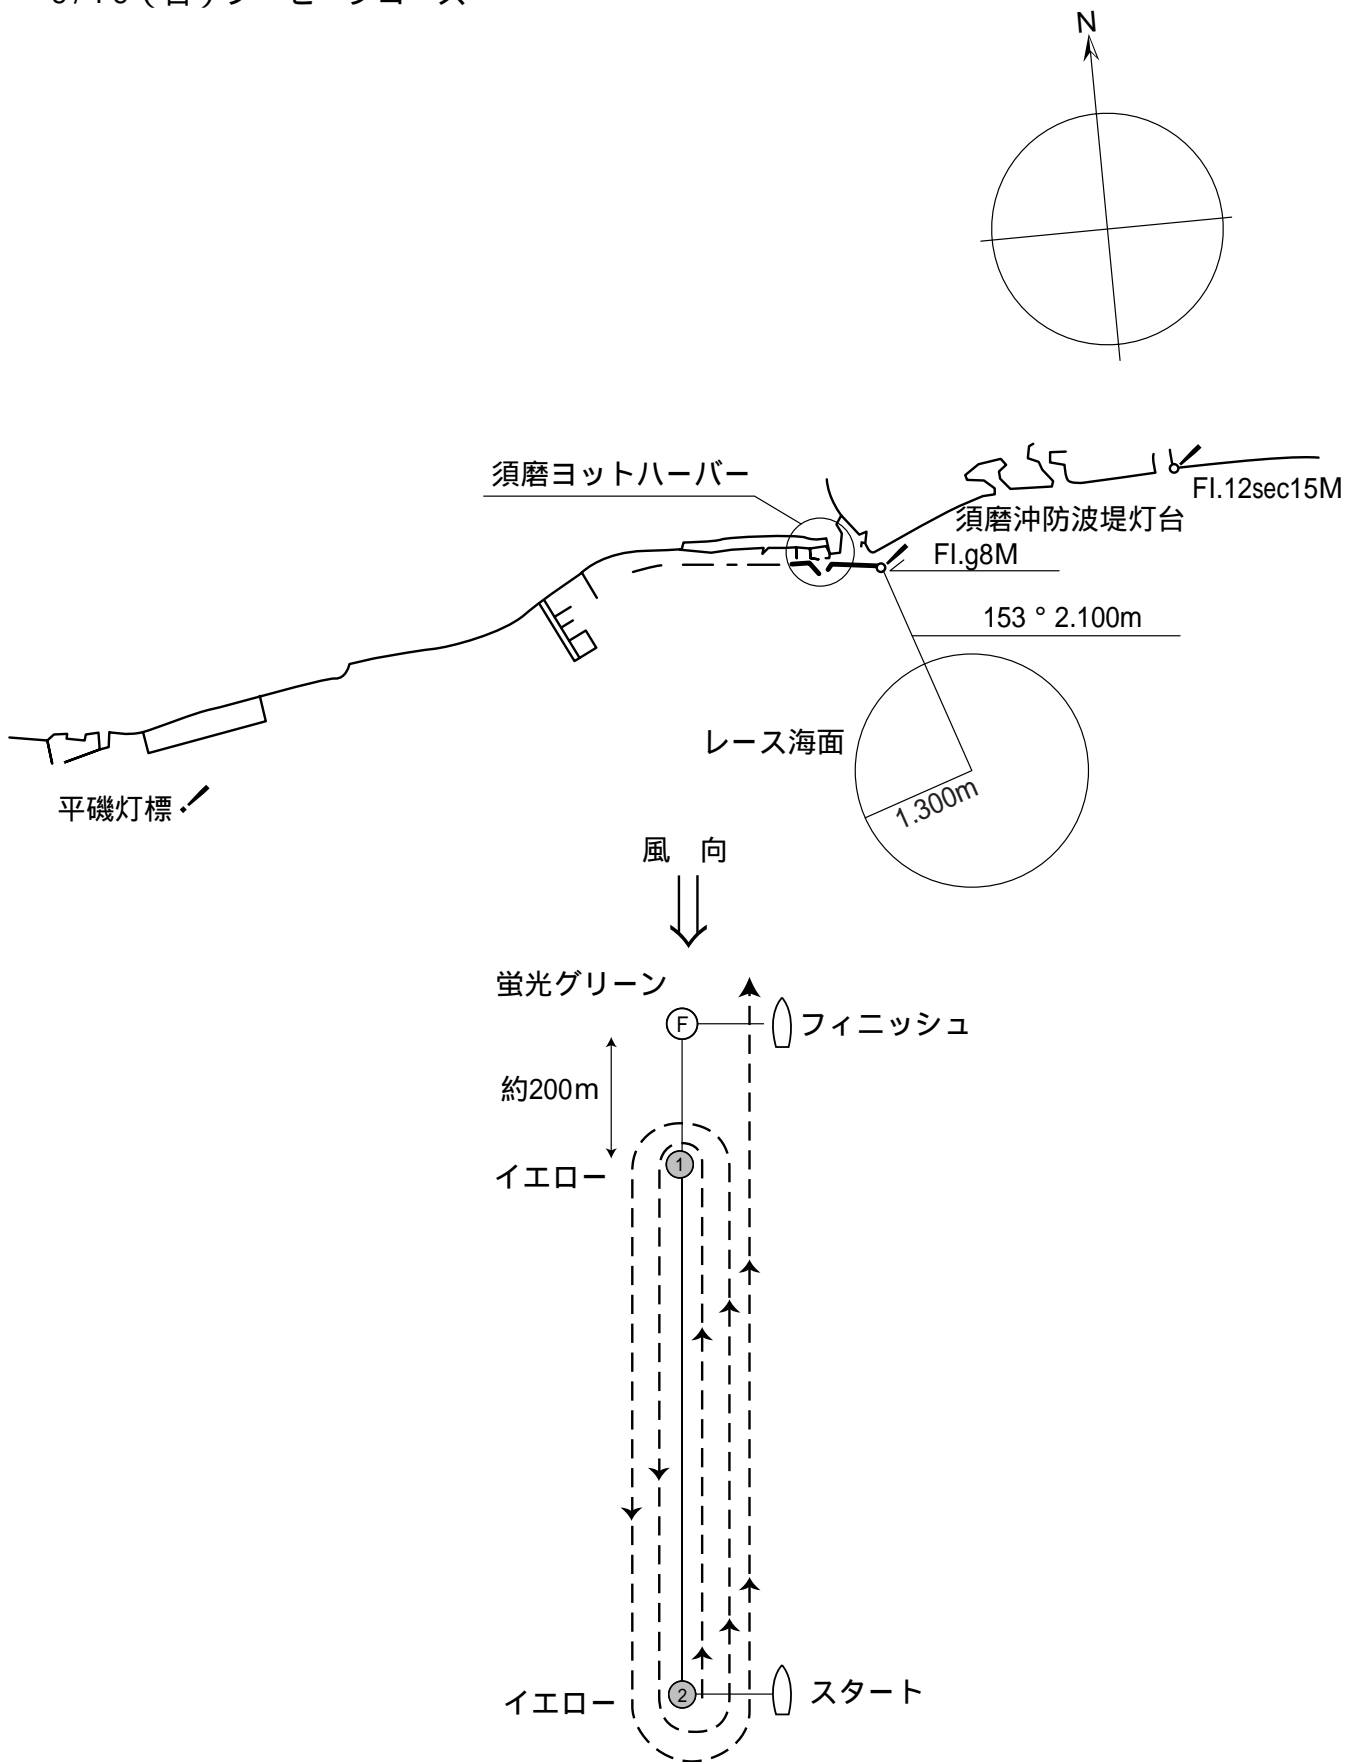 N
須磨ヨットハーバー
Fl.12sec15M
須磨沖防波堤灯台
Fl.g8M
153 ° 2.100m
レース海面
1.300m
平磯灯標
風 向
蛍光グリーン
F
フィニッシュ
約200m
イエロー
1
イエロー
2
スタート